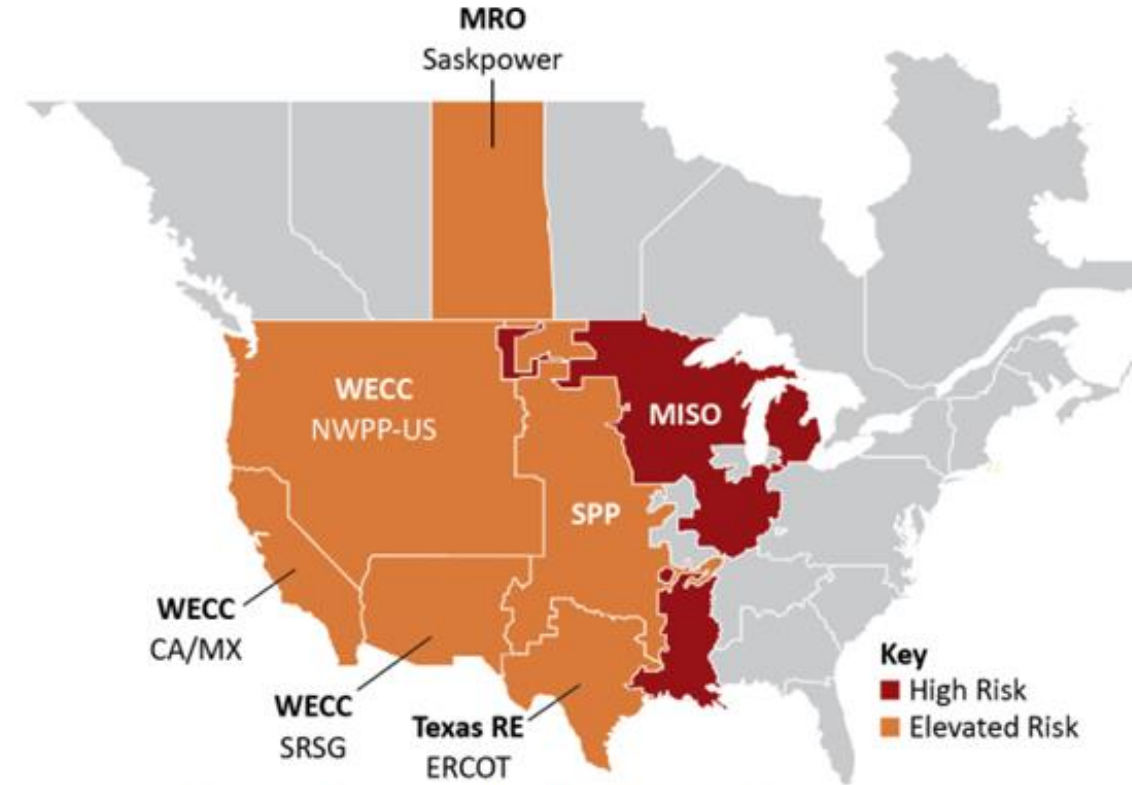 MRO
Saskpower
WECC
NWPP-US
MISO
SPP
WECC
CA/MX
WECC
SRSG
Texas RE
ERCOT
Key
High Risk
Elevated Risk